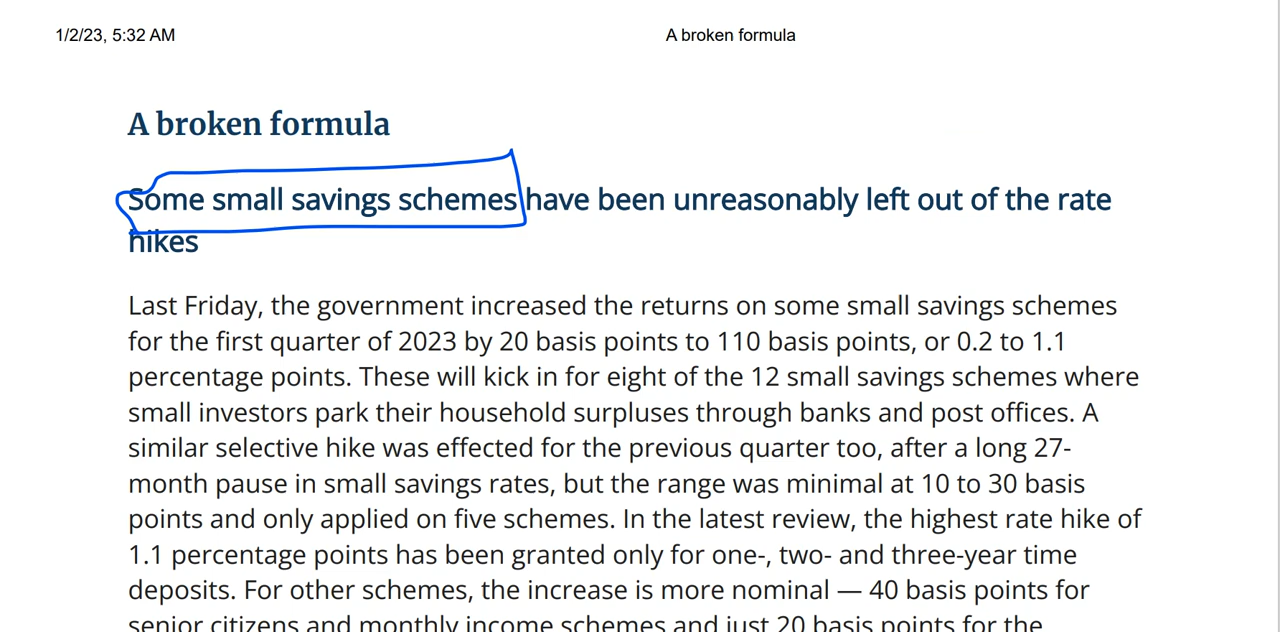 1/2/23, 5:32 AM
A broken formula
A broken formula
Some small savings schemes have been unreasonably left out of the rate
hikes
Last Friday, the government increased the returns on some small savings schemes
for the first quarter of 2023 by 20 basis points to 110 basis points, or 0.2 to 1.1
percentage points. These will kick in for eight of the 12 small savings schemes where
small investors park their household surpluses through banks and post offices. A
similar selective hike was effected for the previous quarter too, after a long 27-
month pause in small savings rates, but the range was minimal at 10 to 30 basis
points and only applied on five schemes. In the latest review, the highest rate hike of
1.1 percentage points has been granted only for one-, two- and three-year time
deposits. For other schemes, the increase is more nominal — 40 basis points for
senior citizens and monthly income schemes and just 20 basis points for the